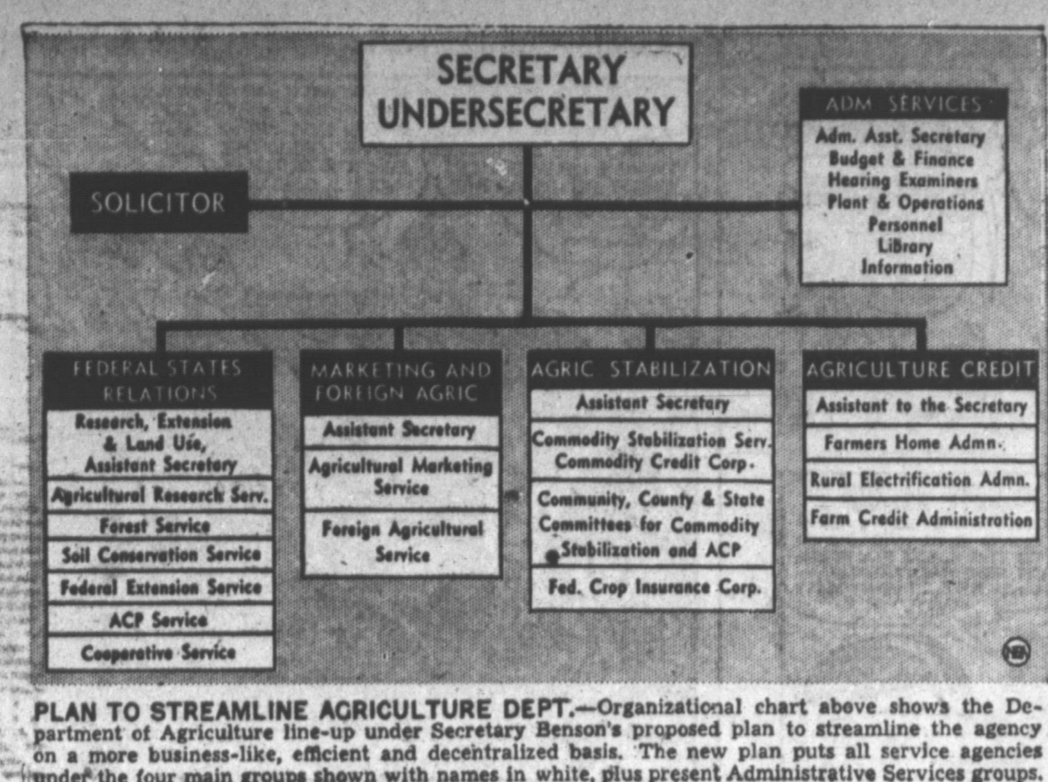 SECRETARY
UNDERSECRETARY
ADM SERVICES
Adm. Asst. Secretary
Budget & Finance
Hearing Examiners
Plant & Operations
Personnel
LiBrary
Information
SOLICITOR
FEDERAL STATES
RELATIONS
Research, Extension
& Land Use,
Assistant Secretary
Agricultural Research Serv.
Forest Service
Soil Conservation Service
Federal Extension Service
ACP Service
Cooperative Service
MARKETING AND
FOREIGN AGRIC
Assistant Secretary
Agricultural Marketing
Service
Foreign Agricultural
Service
AGRIC STABILIZATION
Assistant Secretary
Commodity Stabilization Serv.
Commodity Credit Corp.
Community, County & State
Committees for Commodity
Stabilization and ACP
Fed. Crop Insurance Corp.
AGRICULTURE CREDIT
Assistant to the Secretary
Farmers Home Admn.
Rural Electrification Admn.
Farm Credit Administration
NEA
PLAN TO STREAMLINE AGRICULTURE DEPT.—Organizational chart above shows the De-
partment of Agriculture line-up under Secretary Benson's proposed plan to streamline the agency
on a more business-like, efficient and decentralized basis. The new plan puts all service agencies
under the four main groups shown with names in white, plus present Administrative Services groups.